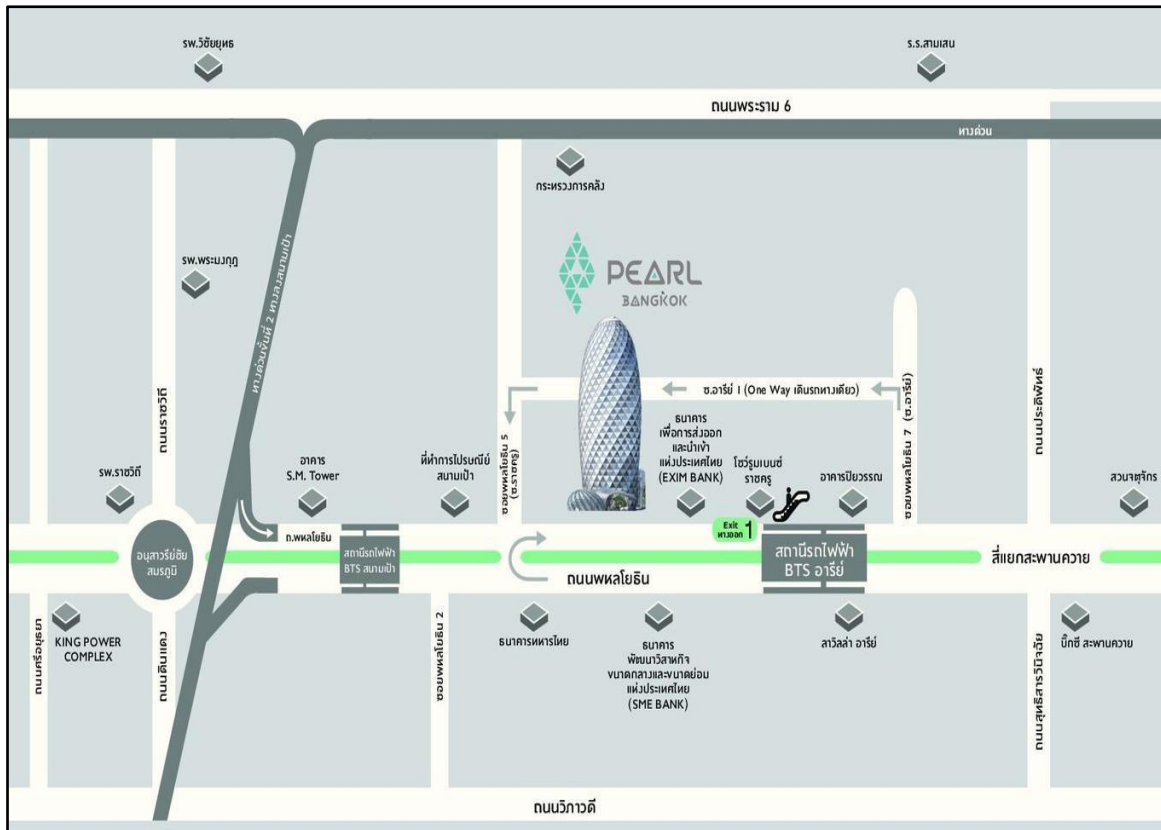 รพ.วิชัยยุทธ
ร.ร.สามเสน
ถนนพระราม 6
ทางด่วน
กระทรวงการคลัง
รพ.พระมงกุฎ
ทางด่วนขั้นที่ 2 ทางลงสนามเป้า
PEARL
BANGKOK
ซ.อารีย์ 1 (One Way เดินรถทางเดียว)
ถนนราชวิถี
ซอยพหลโยธิน 5
(ซ.ราชครู)
ซอยพหลโยธิน 7 (ซ.อารีย์)
ถนนประดิพัทธ์
ธนาคาร
เพื่อการส่งออก
และนำเข้า
แห่งประเทศไทย
(EXIM BANK)
รพ.ราชวิถี
อาคาร
S.M. Tower
ที่ทำการไปรษณีย์
สนามเป้า
โชว์รูมเบนซ์
ราชครู
อาคารปิยวรรณ
สวนจตุจักร
Exit
ทางออก
1
ถ.พหลโยธิน
อนุสาวรีย์ชัย
สมรภูมิ
สถานีรถไฟฟ้า
BTS สนามเป้า
ถนนพหลโยธิน
สถานีรถไฟฟ้า
BTS อารีย์
สี่แยกสะพานควาย
ถนนศรีอยุธยา
KING POWER
COMPLEX
ถนนดินแดง
ซอยพหลโยธิน 2
ธนาคารทหารไทย
ธนาคาร
พัฒนาวิสาหกิจ
ขนาดกลางและขนาดย่อม
แห่งประเทศไทย
(SME BANK)
ลาวิลล่า อารีย์
ถนนสุทธิสารวินิจฉัย
บิ๊กซี สะพานควาย
ถนนวิภาวดี